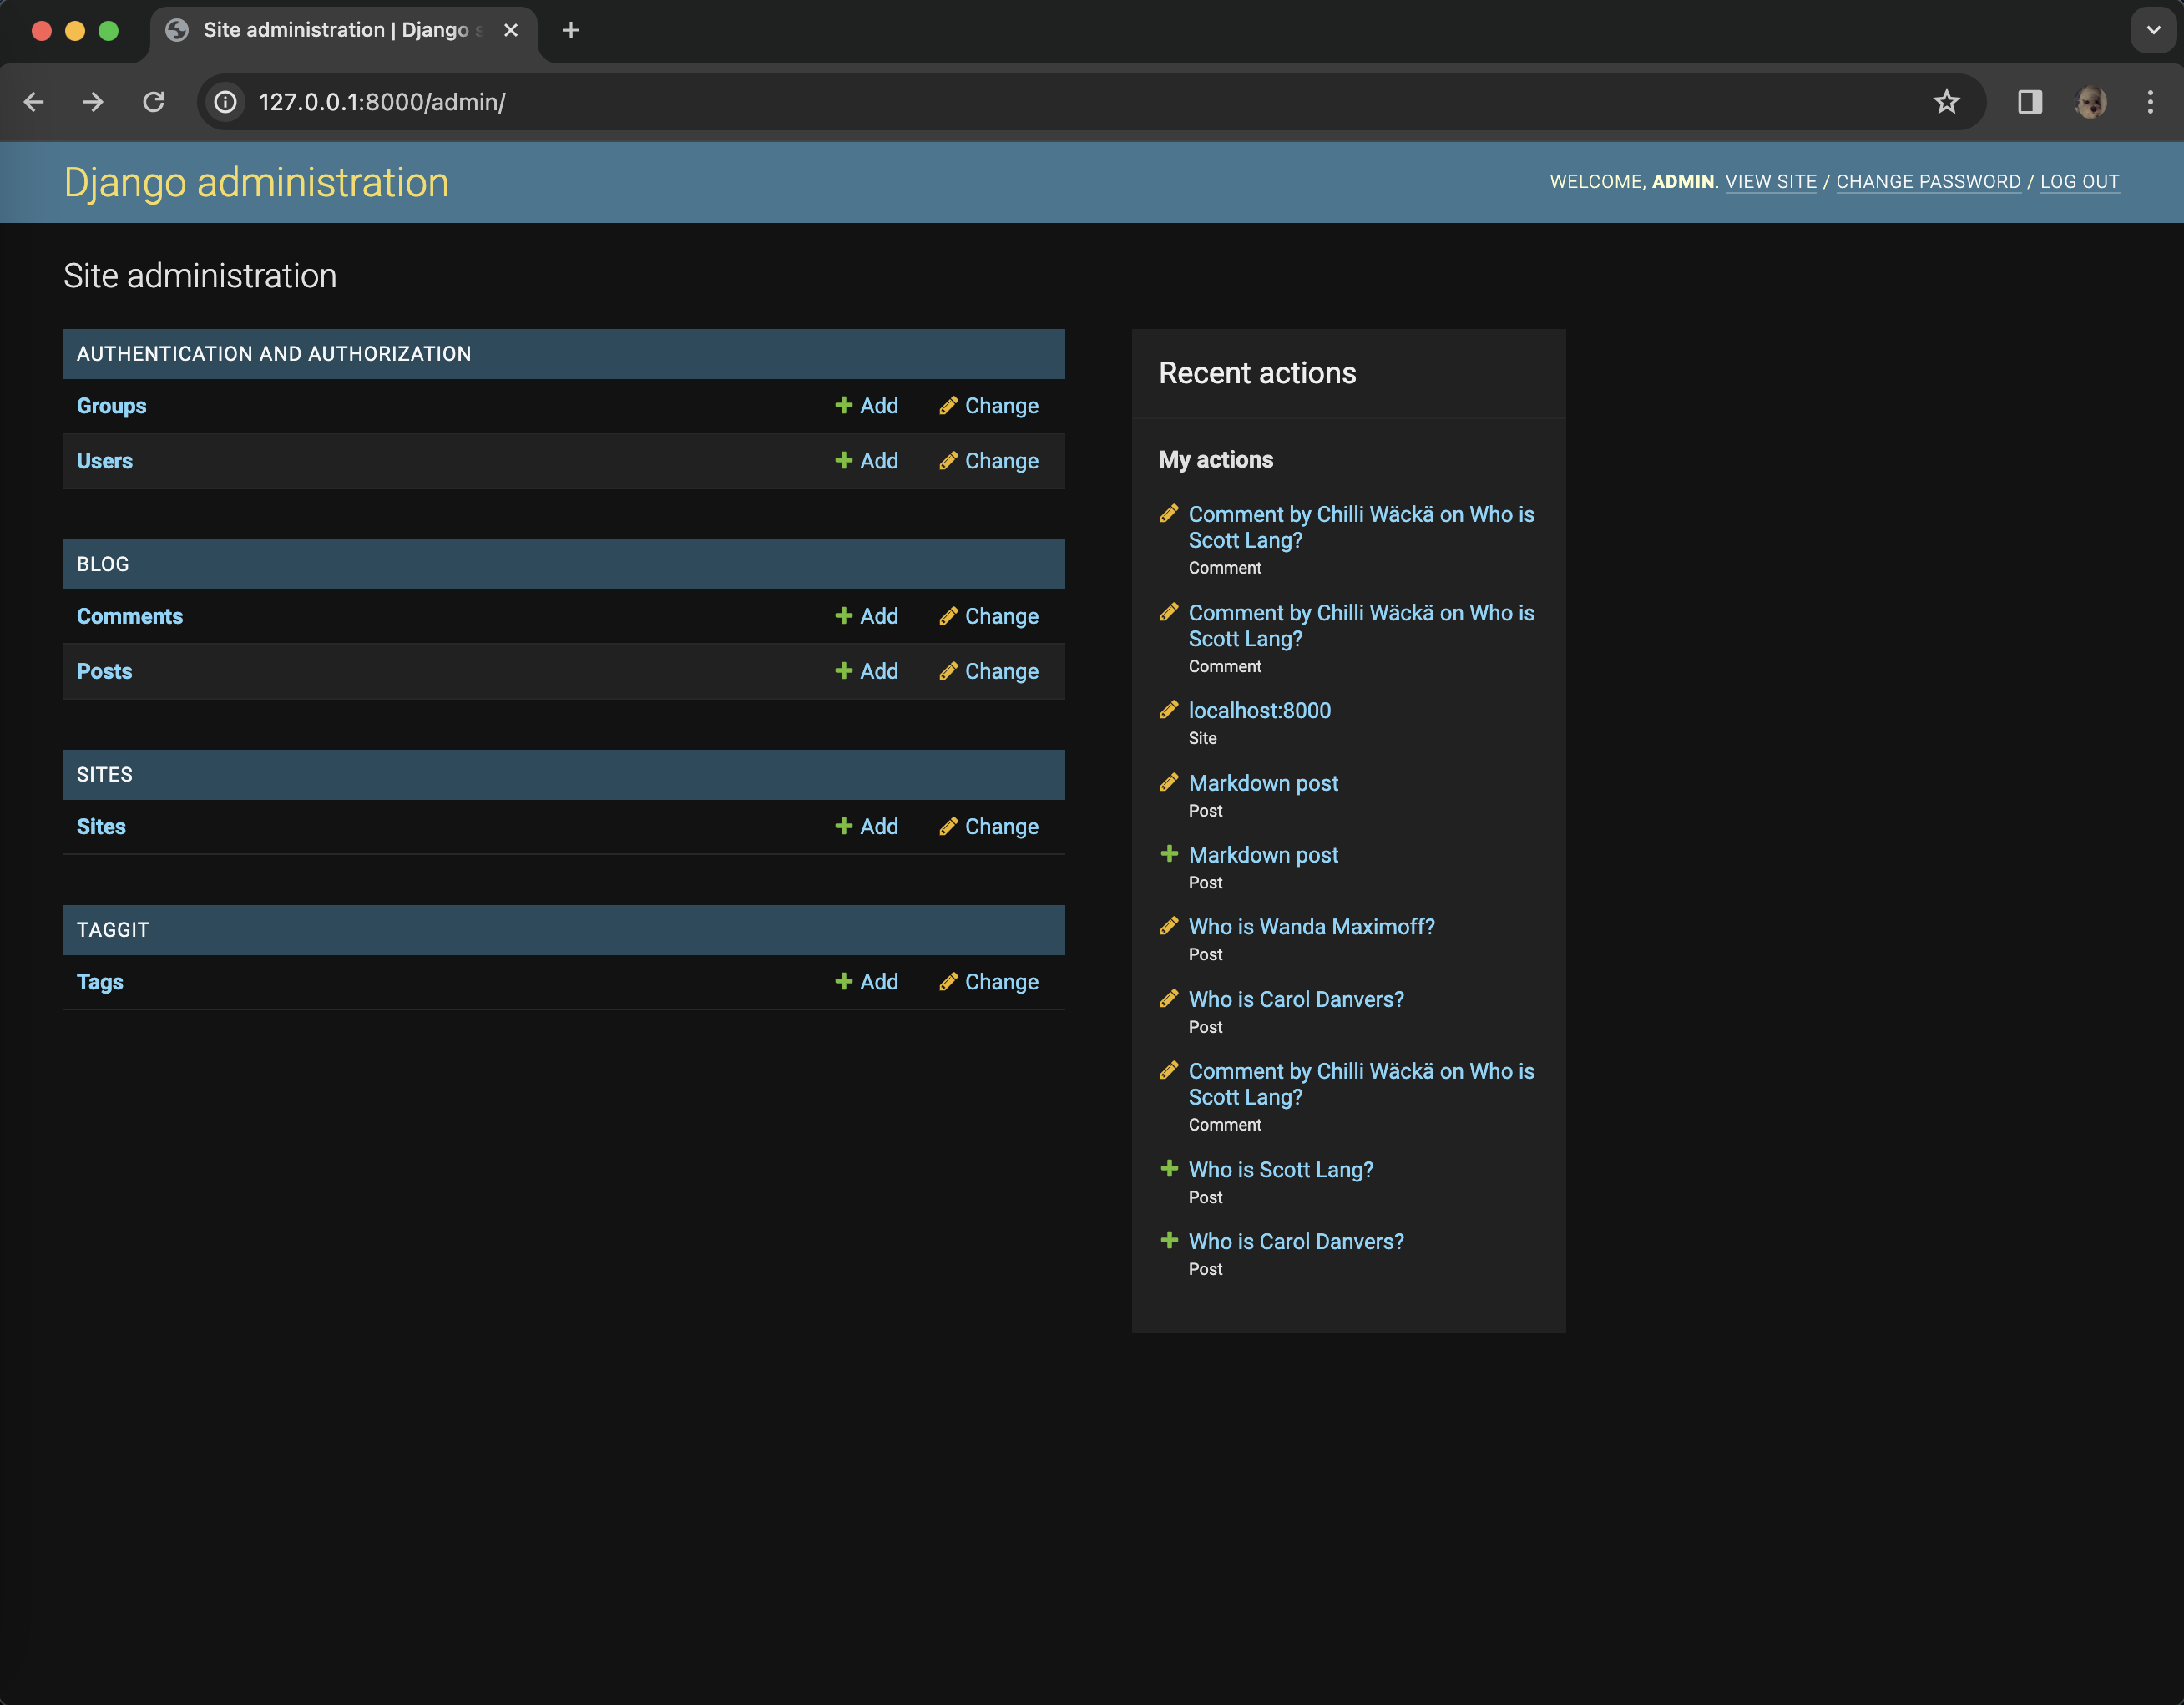 Site administration | Django s
127.0.0.1:8000/admin/
Django administration
WELCOME, ADMIN. VIEW SITE / CHANGE PASSWORD / LOG OUT
Site administration
AUTHENTICATION AND AUTHORIZATION
Groups Add Change
Users Add Change
BLOG
Comments Add Change
Posts Add Change
SITES
Sites Add Change
TAGGIT
Tags Add Change
Recent actions
My actions
Comment by Chilli Wäckä on Who is
Scott Lang?
Comment
Comment by Chilli Wäckä on Who is
Scott Lang?
Comment
localhost:8000
Site
Markdown post
Post
Markdown post
Post
Who is Wanda Maximoff?
Post
Who is Carol Danvers?
Post
Comment by Chilli Wäckä on Who is
Scott Lang?
Comment
Who is Scott Lang?
Post
Who is Carol Danvers?
Post